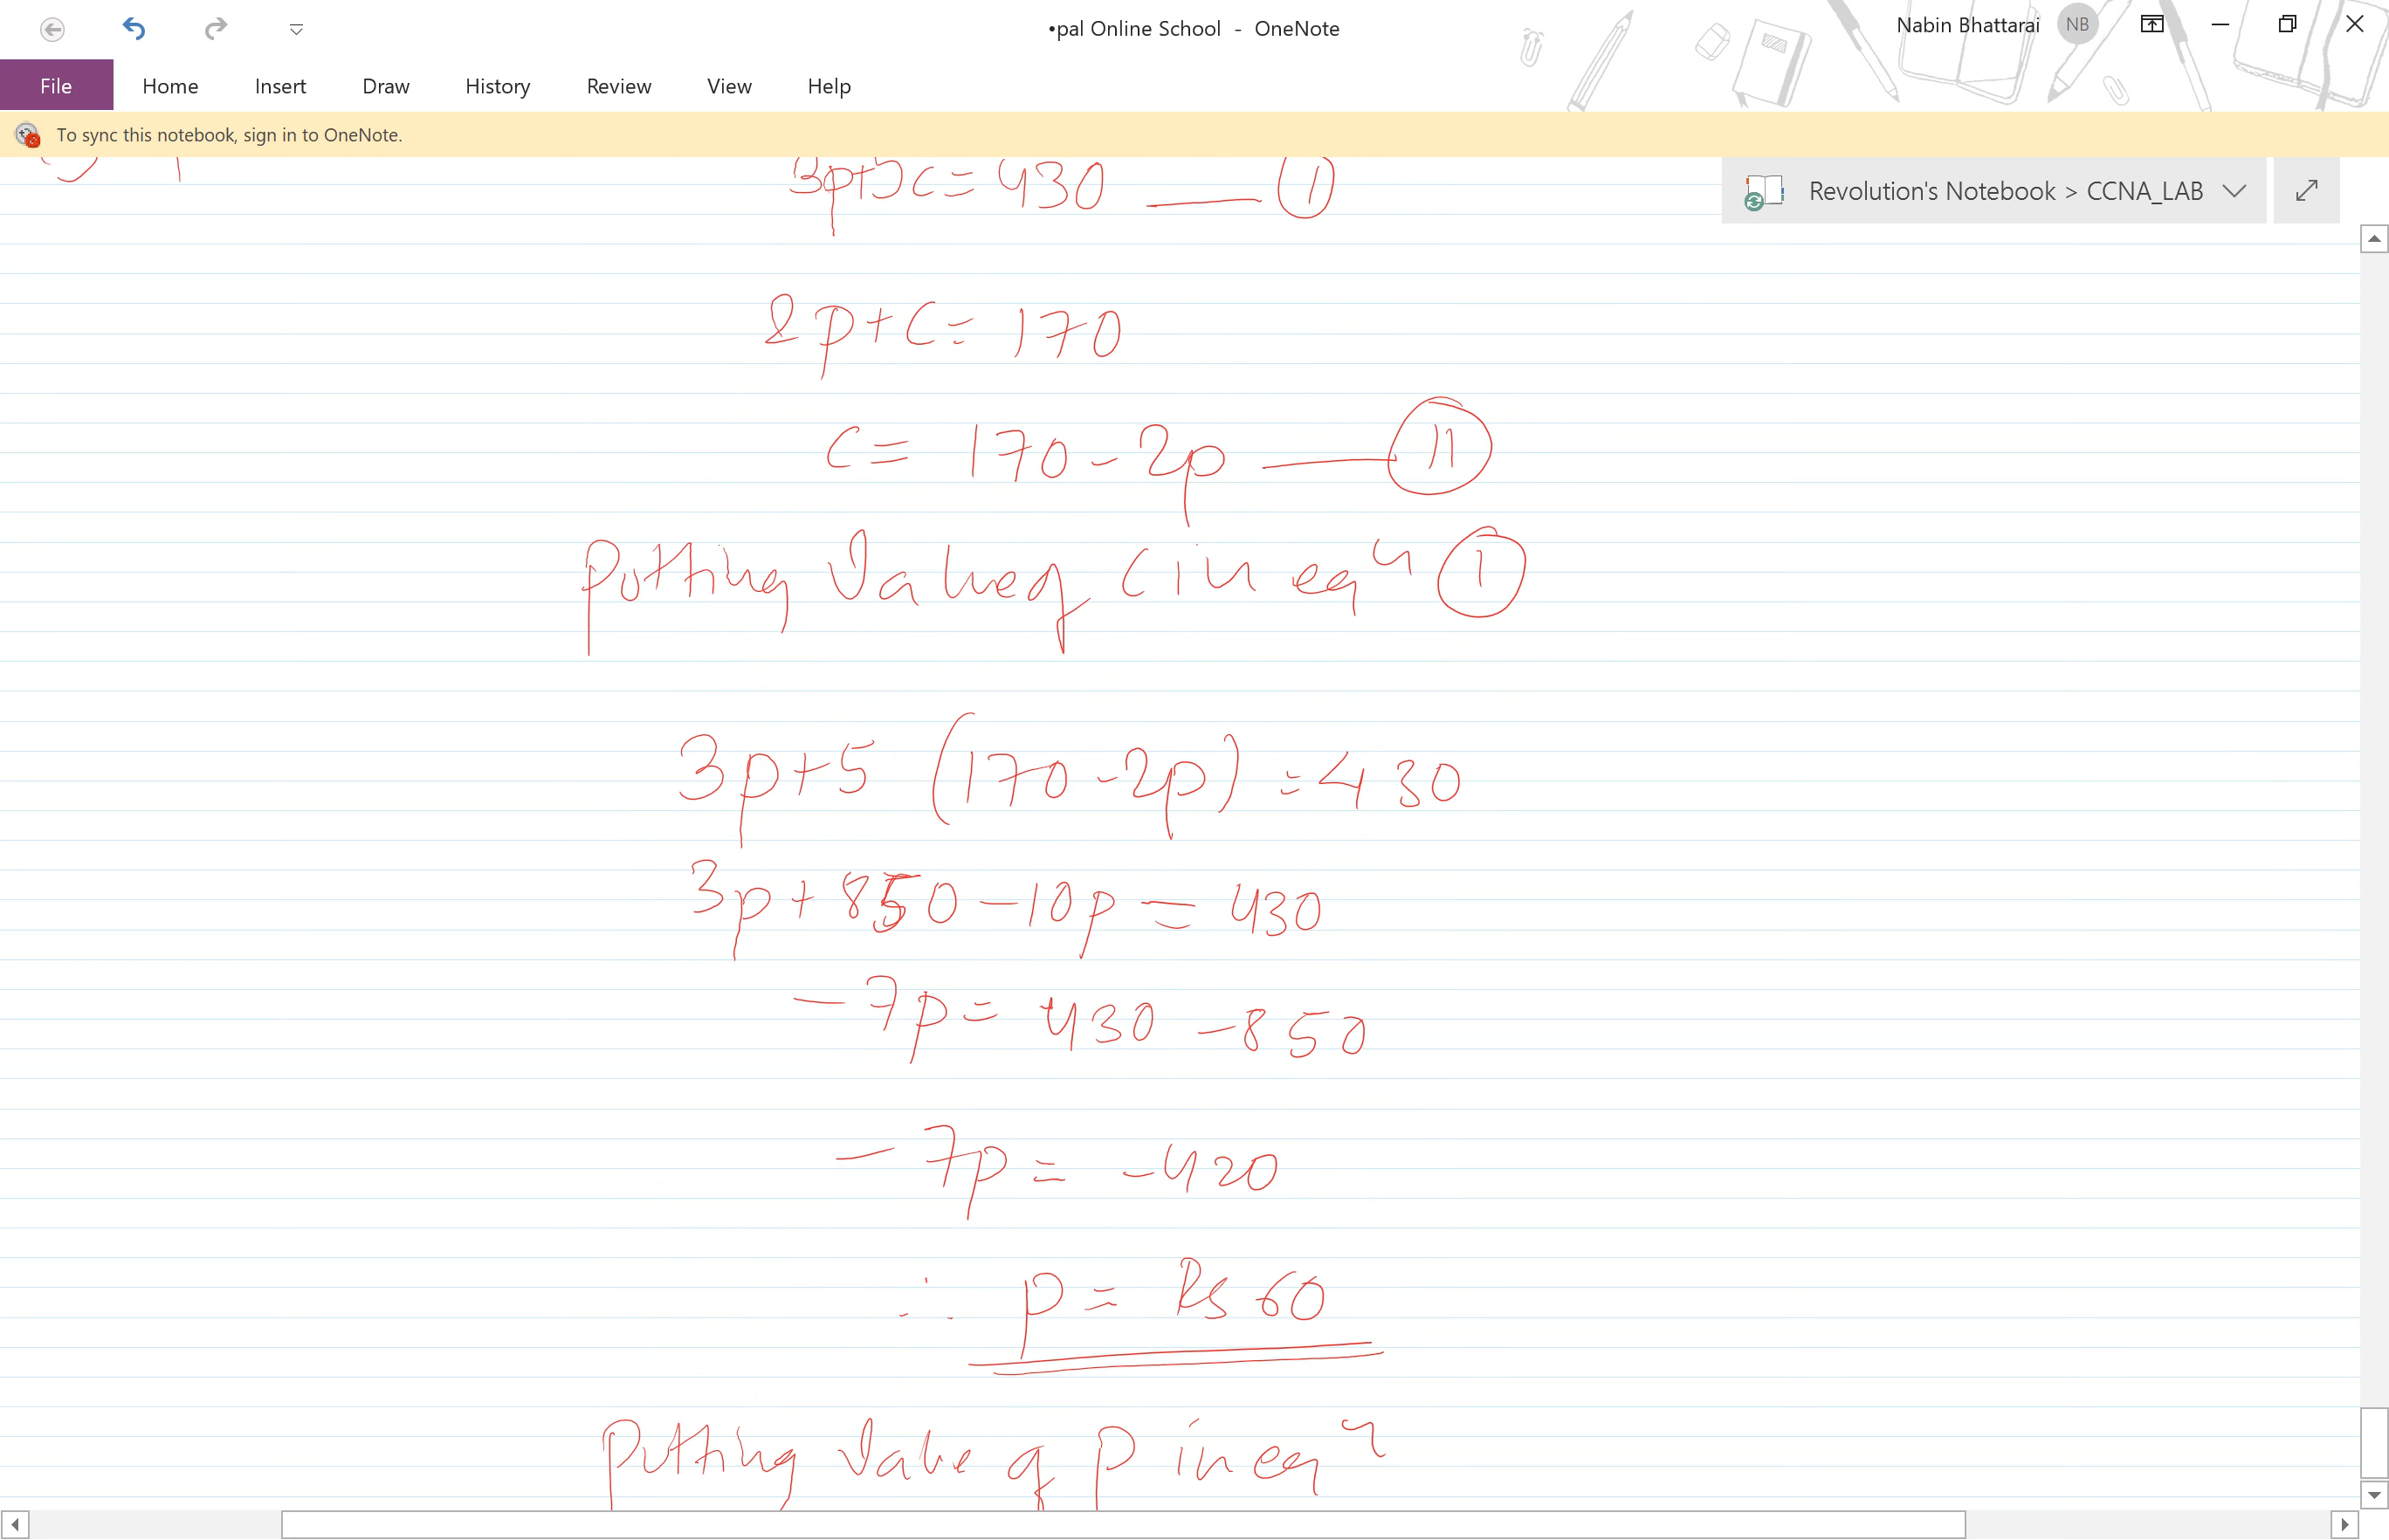 •pal Online School - OneNote
Nabin Bhattarai NB
File Home Insert Draw History Review View Help
To sync this notebook, sign in to OneNote.
Revolution's Notebook > CCNA_LAB
3p+5c = 430 — (I)
2p+c = 170
c = 170-2p — (II)
Putting Value of c in eqn (I)
3p+5 (170-2p) = 430
3p+850-10p = 430
-7p = 430 -850
-7p = -420
∴ p = Rs 60
Putting Value of p in eqn